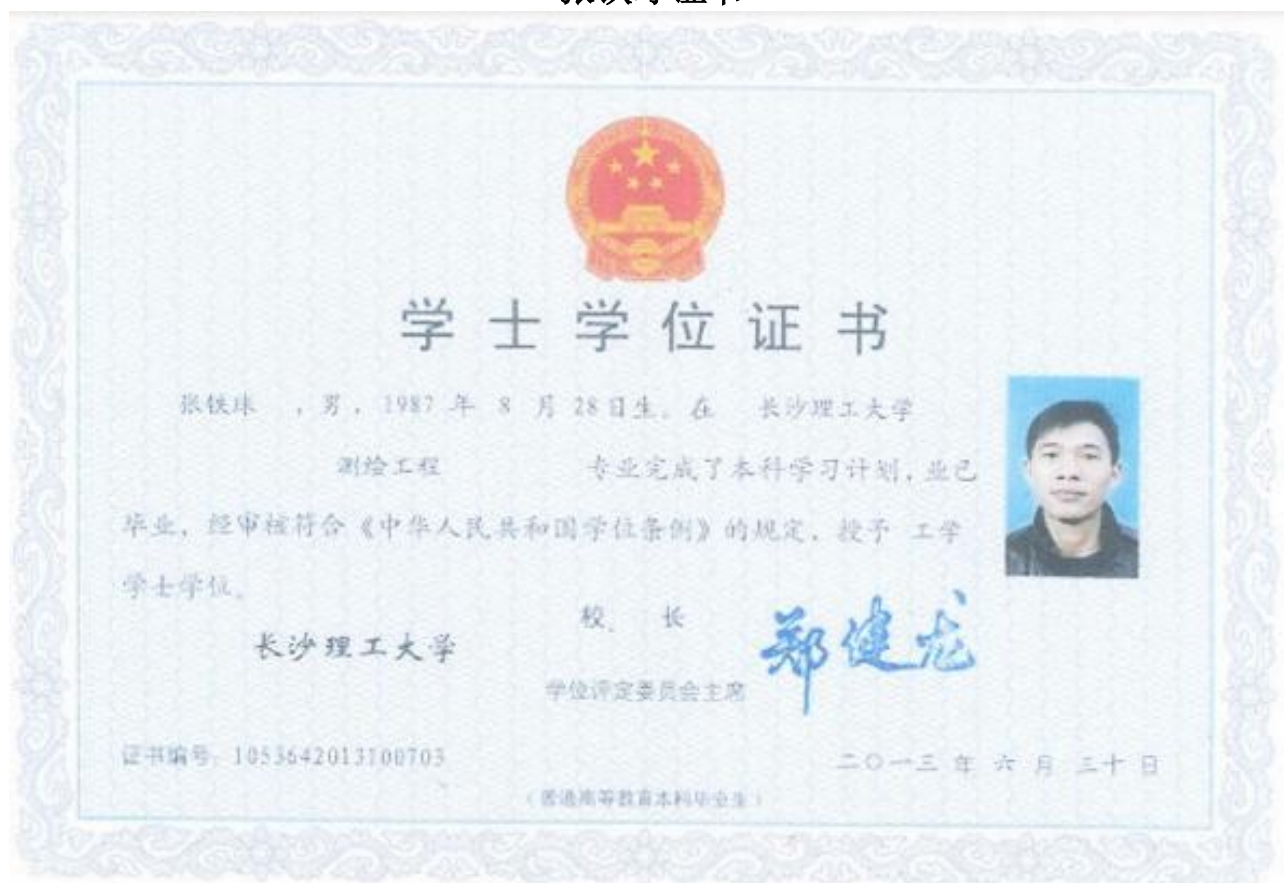 学士学位证书
张铁球 ,男,1987 年 8 月 28日生。在 长沙理工大学
测绘工程 专业完成了本科学习计划,业已
毕业,经审核符合《中华人民共和国学位条例》的规定,授予 工学
学士学位。
校 长 郑健龙
长沙理工大学
学位评定委员会主席
证书编号:1053642013100703
二〇一三 年 六 月 三十 日
(普通高等教育本科毕业生)